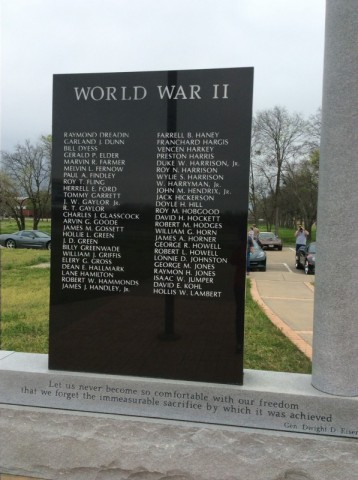 WORLD WAR II
RAYMOND DREADIN
GARLAND J. DUNN
BILL DYESS
GERALD P. ELDER
MARVIN R. FARMER
MELVIN L. FERNOW
PAUL A. FINDLEY
ROY T. FLING
HERREL E. FORD
TOMMY GARRETT
J. W. GAYLOR Jr.
R. T. GAYLOR
CHARLES J. GLASSCOCK
ARVIN G. GOODE
JAMES M. GOSSETT
HOLLIE L. GREEN
J. D. GREEN
BILLY GREENWADE
WILLIAM J. GRIFFIS
ELERY G. GROSS
DEAN E. HALLMARK
LANE HAMILTON
ROBERT W. HAMMONDS
JAMES J. HANDLEY, Jr.
FARRELL B. HANEY
FRANCHARD HARGIS
VENCEN HARKEY
PRESTON HARRIS
DUKE W. HARRISON, Jr.
ROY N. HARRISON
WYLIE S. HARRISON
W. HARRYMAN, Jr.
JOHN M. HENDRIX, Jr.
JACK HICKERSON
DOYLE H. HILL
ROY M. HOBGOOD
DAVID H. HOCKETT
ROBERT M. HODGES
WILLIAM G. HORN
JAMES A. HORNER
GEORGE R. HOWELL
ROBERT L. HOWELL
LONNIE D. JOHNSTON
GEORGE M. JONES
RAYMON H. JONES
ISAAC W. JUMPER
DAVID E. KOHL
HOLLIS W. LAMBERT
Let us never become so comfortable with our freedom
that we forget the immeasurable sacrifice by which it was achieved
Gen. Dwight D. Eisen